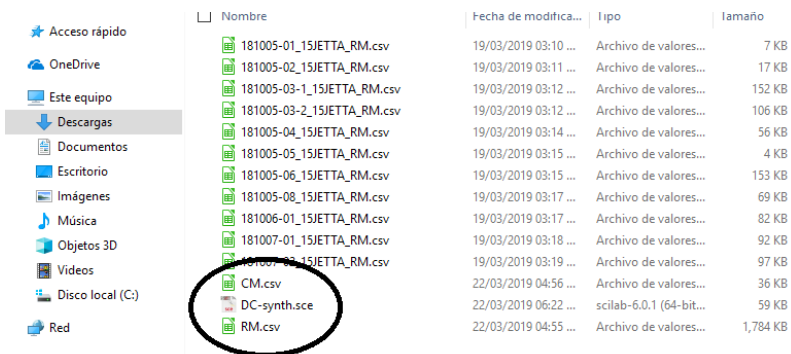 Nombre Fecha de modifica... Tipo Tamaño
Acceso rápido
OneDrive
Este equipo
Descargas
Documentos
Escritorio
Imágenes
Música
Objetos 3D
Videos
Disco local (C:)
Red
181005-01_15JETTA_RM.csv 19/03/2019 03:10 ... Archivo de valores... 7 KB
181005-02_15JETTA_RM.csv 19/03/2019 03:11 ... Archivo de valores... 17 KB
181005-03-1_15JETTA_RM.csv 19/03/2019 03:12 ... Archivo de valores... 152 KB
181005-03-2_15JETTA_RM.csv 19/03/2019 03:12 ... Archivo de valores... 106 KB
181005-04_15JETTA_RM.csv 19/03/2019 03:14 ... Archivo de valores... 56 KB
181005-05_15JETTA_RM.csv 19/03/2019 03:15 ... Archivo de valores... 4 KB
181005-06_15JETTA_RM.csv 19/03/2019 03:15 ... Archivo de valores... 153 KB
181005-08_15JETTA_RM.csv 19/03/2019 03:17 ... Archivo de valores... 69 KB
181006-01_15JETTA_RM.csv 19/03/2019 03:17 ... Archivo de valores... 82 KB
181007-01_15JETTA_RM.csv 19/03/2019 03:18 ... Archivo de valores... 92 KB
19/03/2019 03:19 ... Archivo de valores... 97 KB
CM.csv 22/03/2019 04:56 ... Archivo de valores... 36 KB
DC-synth.sce 22/03/2019 06:22 ... scilab-6.0.1 (64-bit... 59 KB
RM.csv 22/03/2019 04:55 ... Archivo de valores... 1,784 KB